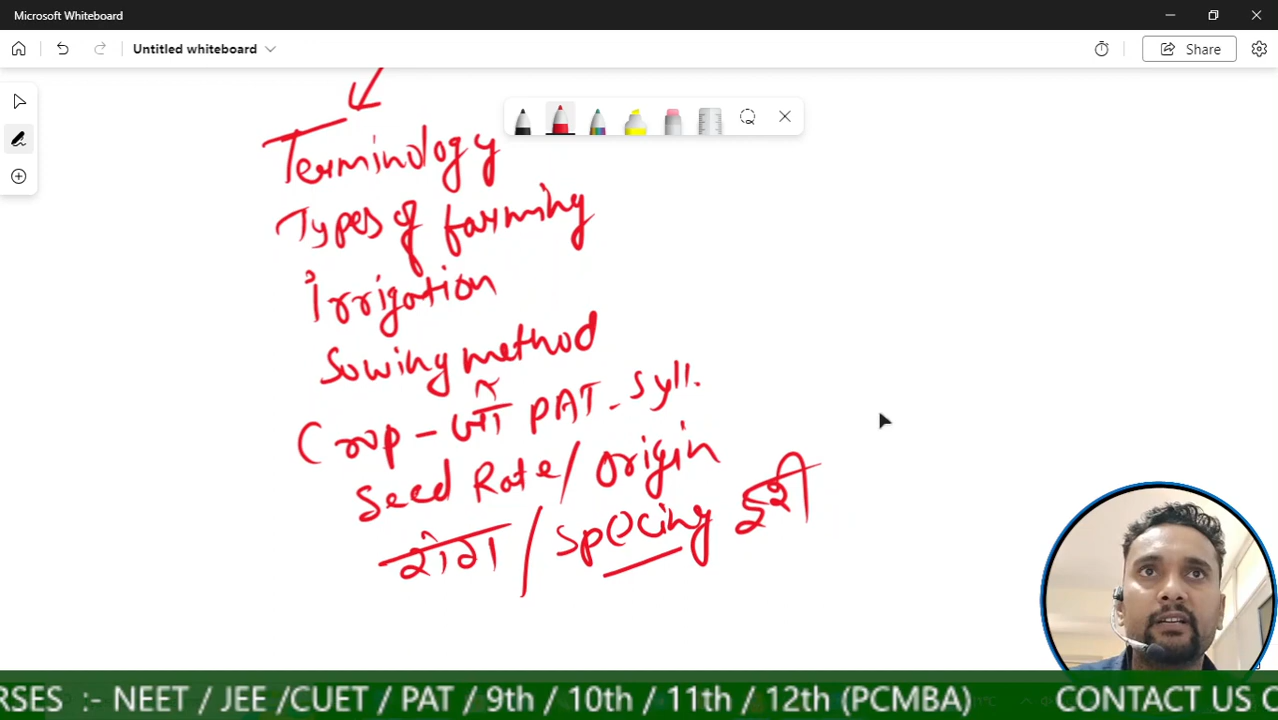 Microsoft Whiteboard
Untitled whiteboard
Share
Terminology
Types of farming
Irrigation
Sowing method
Crop - जो PAT - Syll.
Seed Rate / Origin
रोग / Spacing दूरी
RSES :- NEET / JEE /CUET / PAT / 9th / 10th / 11th / 12th (PCMBA) CONTACT US C